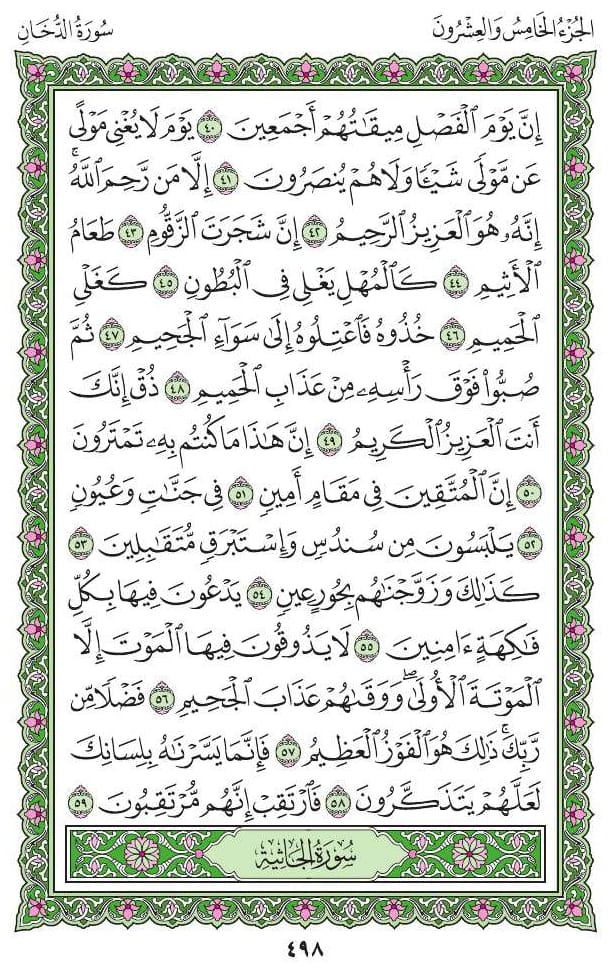 الجُزْءُ الخَامِسُ وَالعِشْرُونَ سُورَةُ الدُّخَانِ
إِنَّ يَوْمَ ٱلْفَصْلِ مِيقَـٰتُهُمْ أَجْمَعِينَ ٤٠ يَوْمَ لَا يُغْنِى مَوْلًى
عَن مَّوْلًى شَيْـًٔا وَلَا هُمْ يُنصَرُونَ ٤١ إِلَّا مَن رَّحِمَ ٱللَّهُۚ
إِنَّهُۥ هُوَ ٱلْعَزِيزُ ٱلرَّحِيمُ ٤٢ إِنَّ شَجَرَتَ ٱلزَّقُّومِ ٤٣ طَعَامُ
ٱلْأَثِيمِ ٤٤ كَٱلْمُهْلِ يَغْلِى فِى ٱلْبُطُونِ ٤٥ كَغَلْىِ
ٱلْحَمِيمِ ٤٦ خُذُوهُ فَٱعْتِلُوهُ إِلَىٰ سَوَآءِ ٱلْجَحِيمِ ٤٧ ثُمَّ
صُبُّوا۟ فَوْقَ رَأْسِهِۦ مِنْ عَذَابِ ٱلْحَمِيمِ ٤٨ ذُقْ إِنَّكَ
أَنتَ ٱلْعَزِيزُ ٱلْكَرِيمُ ٤٩ إِنَّ هَـٰذَا مَا كُنتُم بِهِۦ تَمْتَرُونَ
٥٠ إِنَّ ٱلْمُتَّقِينَ فِى مَقَامٍ أَمِينٍ ٥١ فِى جَنَّـٰتٍ وَعُيُونٍ
٥٢ يَلْبَسُونَ مِن سُندُسٍ وَإِسْتَبْرَقٍ مُّتَقَـٰبِلِينَ ٥٣
كَذَٰلِكَ وَزَوَّجْنَـٰهُم بِحُورٍ عِينٍ ٥٤ يَدْعُونَ فِيهَا بِكُلِّ
فَـٰكِهَةٍ ءَامِنِينَ ٥٥ لَا يَذُوقُونَ فِيهَا ٱلْمَوْتَ إِلَّا
ٱلْمَوْتَةَ ٱلْأُولَىٰۖ وَوَقَىٰهُمْ عَذَابَ ٱلْجَحِيمِ ٥٦ فَضْلًا مِّن
رَّبِّكَۚ ذَٰلِكَ هُوَ ٱلْفَوْزُ ٱلْعَظِيمُ ٥٧ فَإِنَّمَا يَسَّرْنَـٰهُ بِلِسَانِكَ
لَعَلَّهُمْ يَتَذَكَّرُونَ ٥٨ فَٱرْتَقِبْ إِنَّهُم مُّرْتَقِبُونَ ٥٩
سُورَةُ الجَاثِيَةِ
٤٩٨